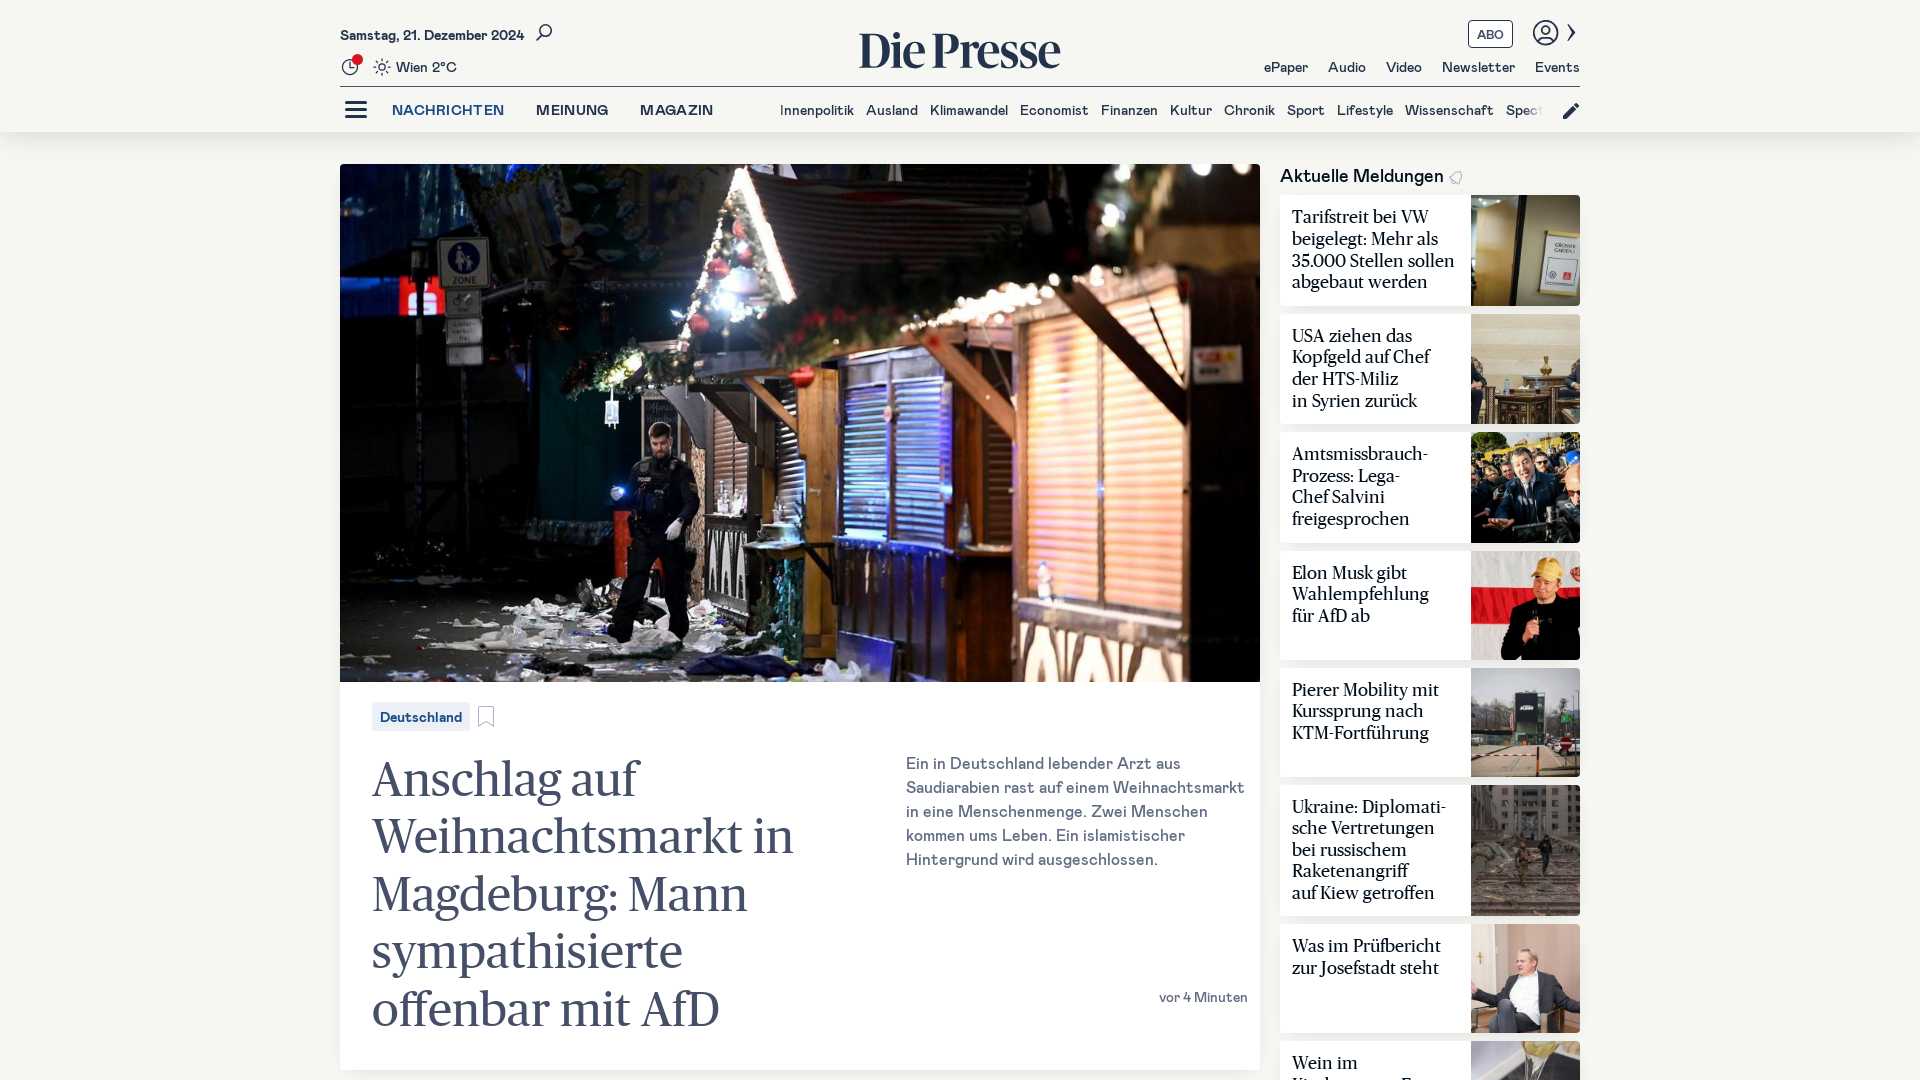 Samstag, 21. Dezember 2024
Wien 2°C
Die Presse
ABO
ePaper Audio Video Newsletter Events
NACHRICHTEN MEINUNG MAGAZIN
Innenpolitik Ausland Klimawandel Economist Finanzen Kultur Chronik Sport Lifestyle Wissenschaft Spect
ZONE
POLIZEI
Deutschland
Anschlag auf
Weihnachtsmarkt in
Magdeburg: Mann
sympathisierte
offenbar mit AfD
Ein in Deutschland lebender Arzt aus
Saudiarabien rast auf einem Weihnachtsmarkt
in eine Menschenmenge. Zwei Menschen
kommen ums Leben. Ein islamistischer
Hintergrund wird ausgeschlossen.
vor 4 Minuten
Aktuelle Meldungen
Tarifstreit bei VW
beigelegt: Mehr als
35.000 Stellen sollen
abgebaut werden
USA ziehen das
Kopfgeld auf Chef
der HTS-Miliz
in Syrien zurück
Amtsmissbrauch-
Prozess: Lega-
Chef Salvini
freigesprochen
Elon Musk gibt
Wahlempfehlung
für AfD ab
Pierer Mobility mit
Kurssprung nach
KTM-Fortführung
Ukraine: Diplomati-
sche Vertretungen
bei russischem
Raketenangriff
auf Kiew getroffen
Was im Prüfbericht
zur Josefstadt steht
Wein im